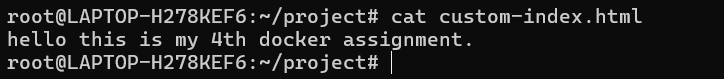 root@LAPTOP-H278KEF6:~/project# cat custom-index.html
hello this is my 4th docker assignment.
root@LAPTOP-H278KEF6:~/project#